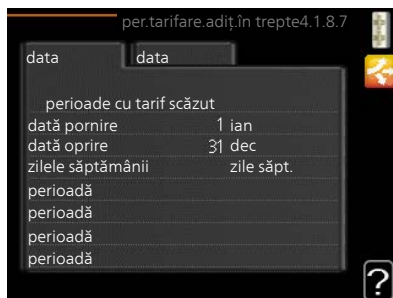 per.tarifare.adiț.în trepte4.1.8.7
data data
perioade cu tarif scăzut
dată pornire 1 ian
dată oprire 31 dec
zilele săptămânii zile săpt.
perioadă
perioadă
perioadă
perioadă
?